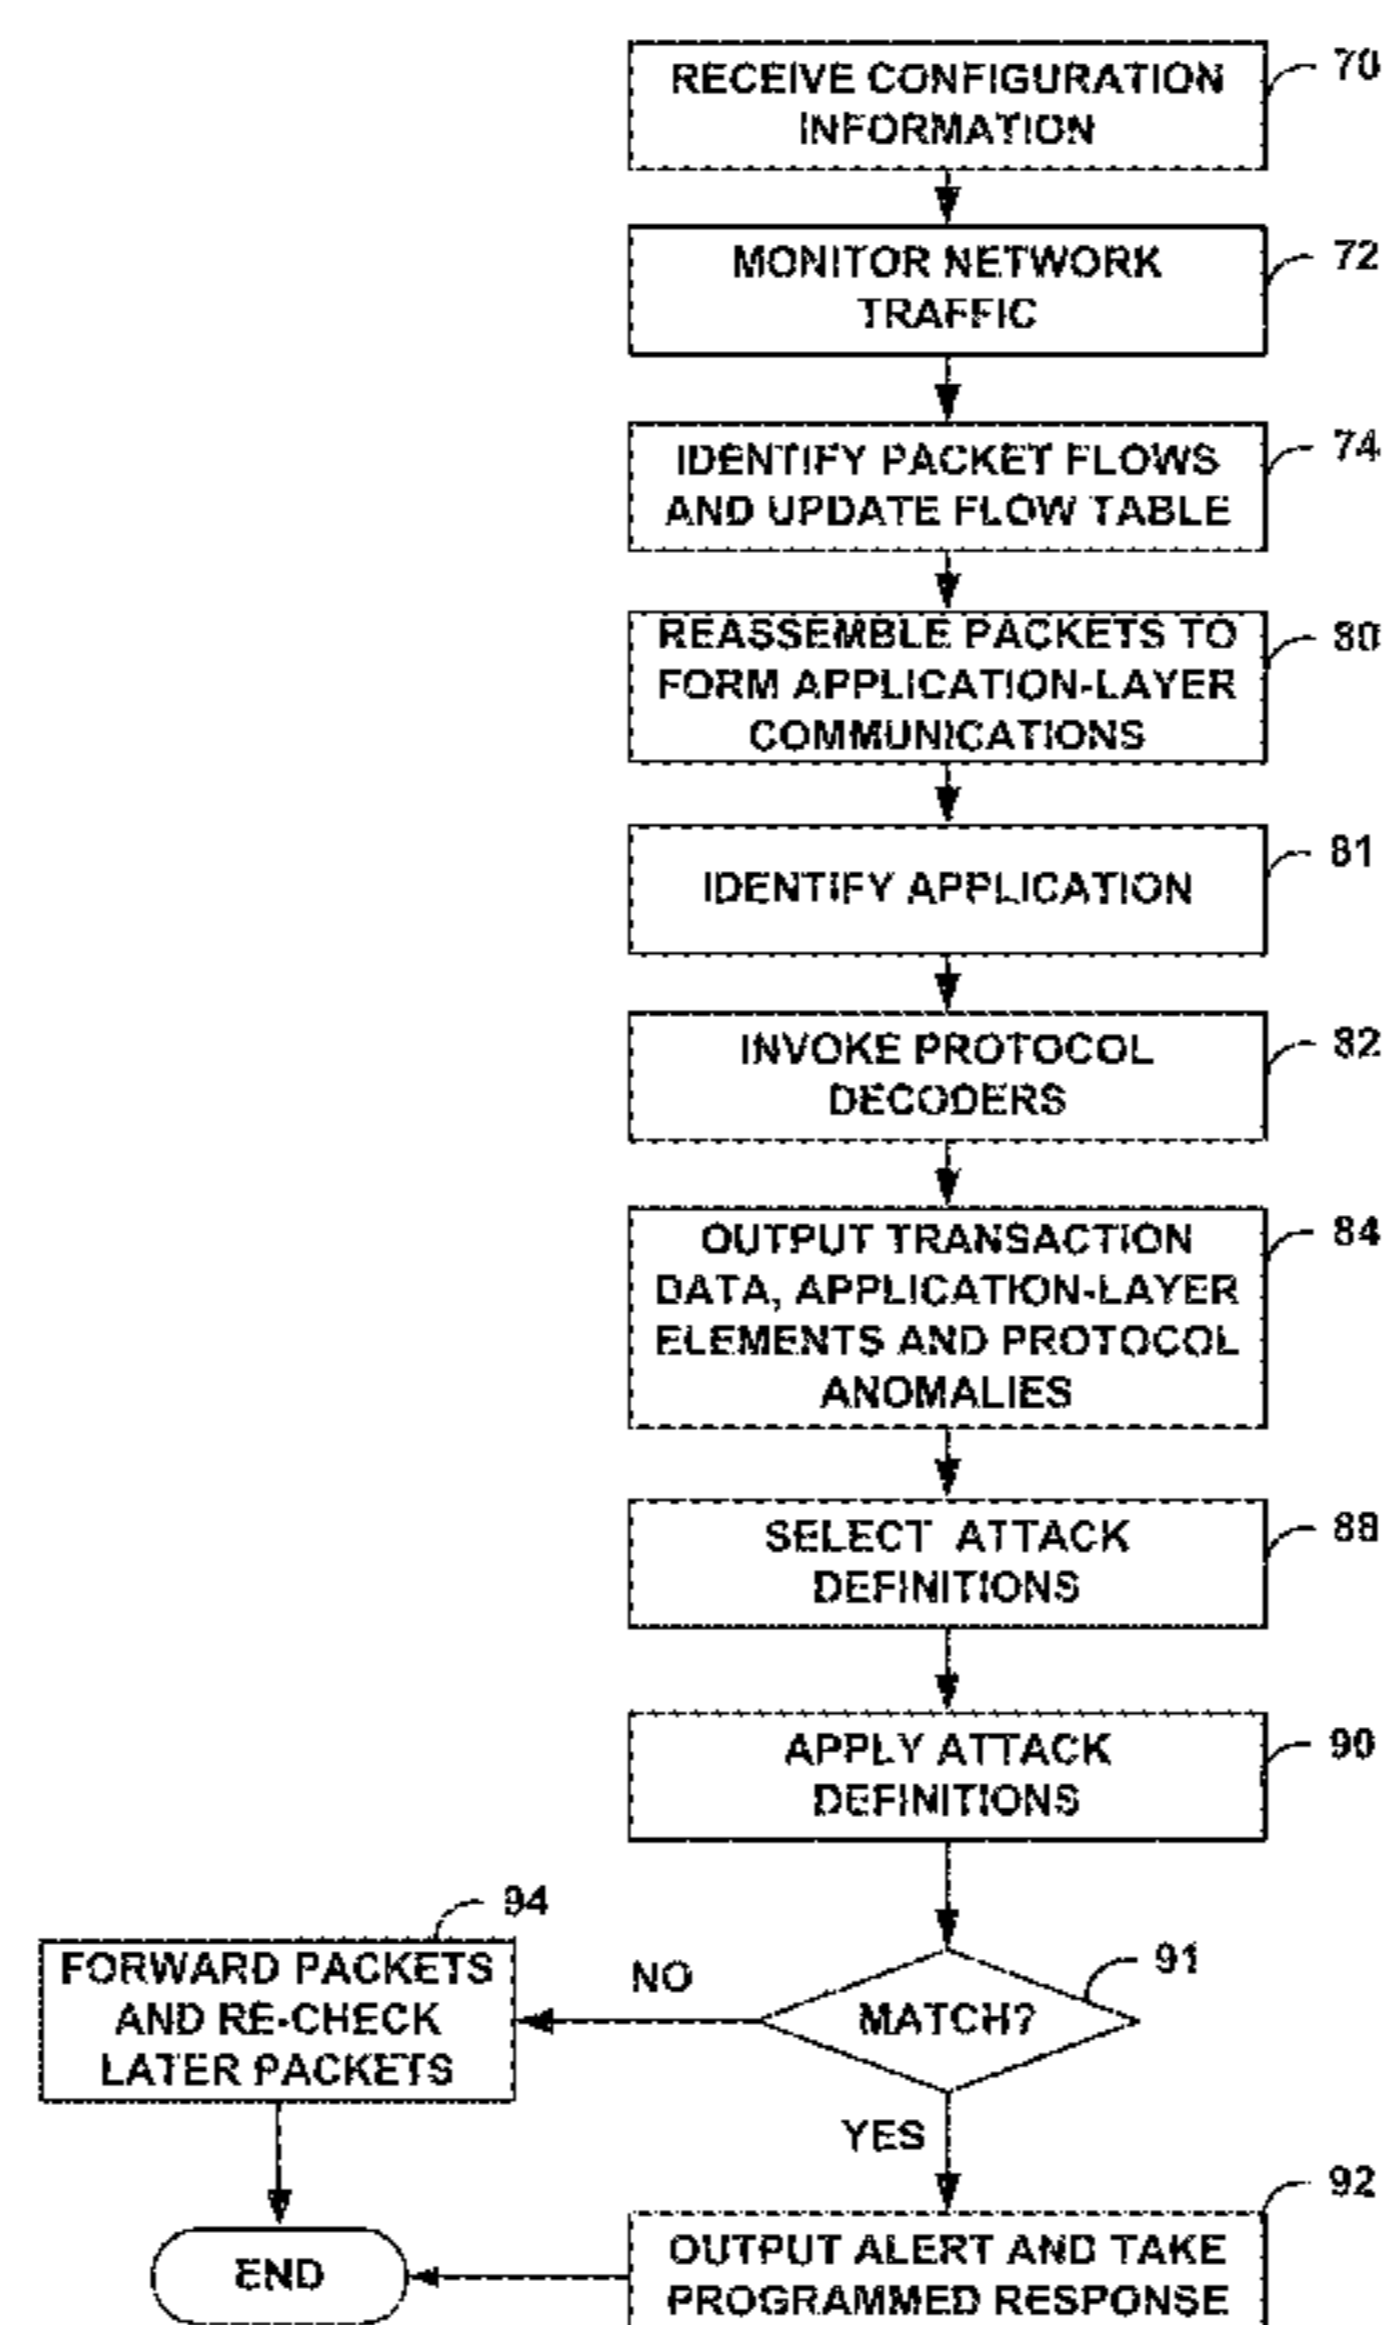 RECEIVE CONFIGURATION
INFORMATION
70
MONITOR NETWORK
TRAFFIC
72
IDENTIFY PACKET FLOWS
AND UPDATE FLOW TABLE
74
REASSEMBLE PACKETS TO
FORM APPLICATION-LAYER
COMMUNICATIONS
80
IDENTIFY APPLICATION
81
INVOKE PROTOCOL
DECODERS
82
OUTPUT TRANSACTION
DATA, APPLICATION-LAYER
ELEMENTS AND PROTOCOL
ANOMALIES
84
SELECT ATTACK
DEFINITIONS
88
APPLY ATTACK
DEFINITIONS
90
94
FORWARD PACKETS
AND RE-CHECK
LATER PACKETS
NO
MATCH?
91
YES
92
END
OUTPUT ALERT AND TAKE
PROGRAMMED RESPONSE